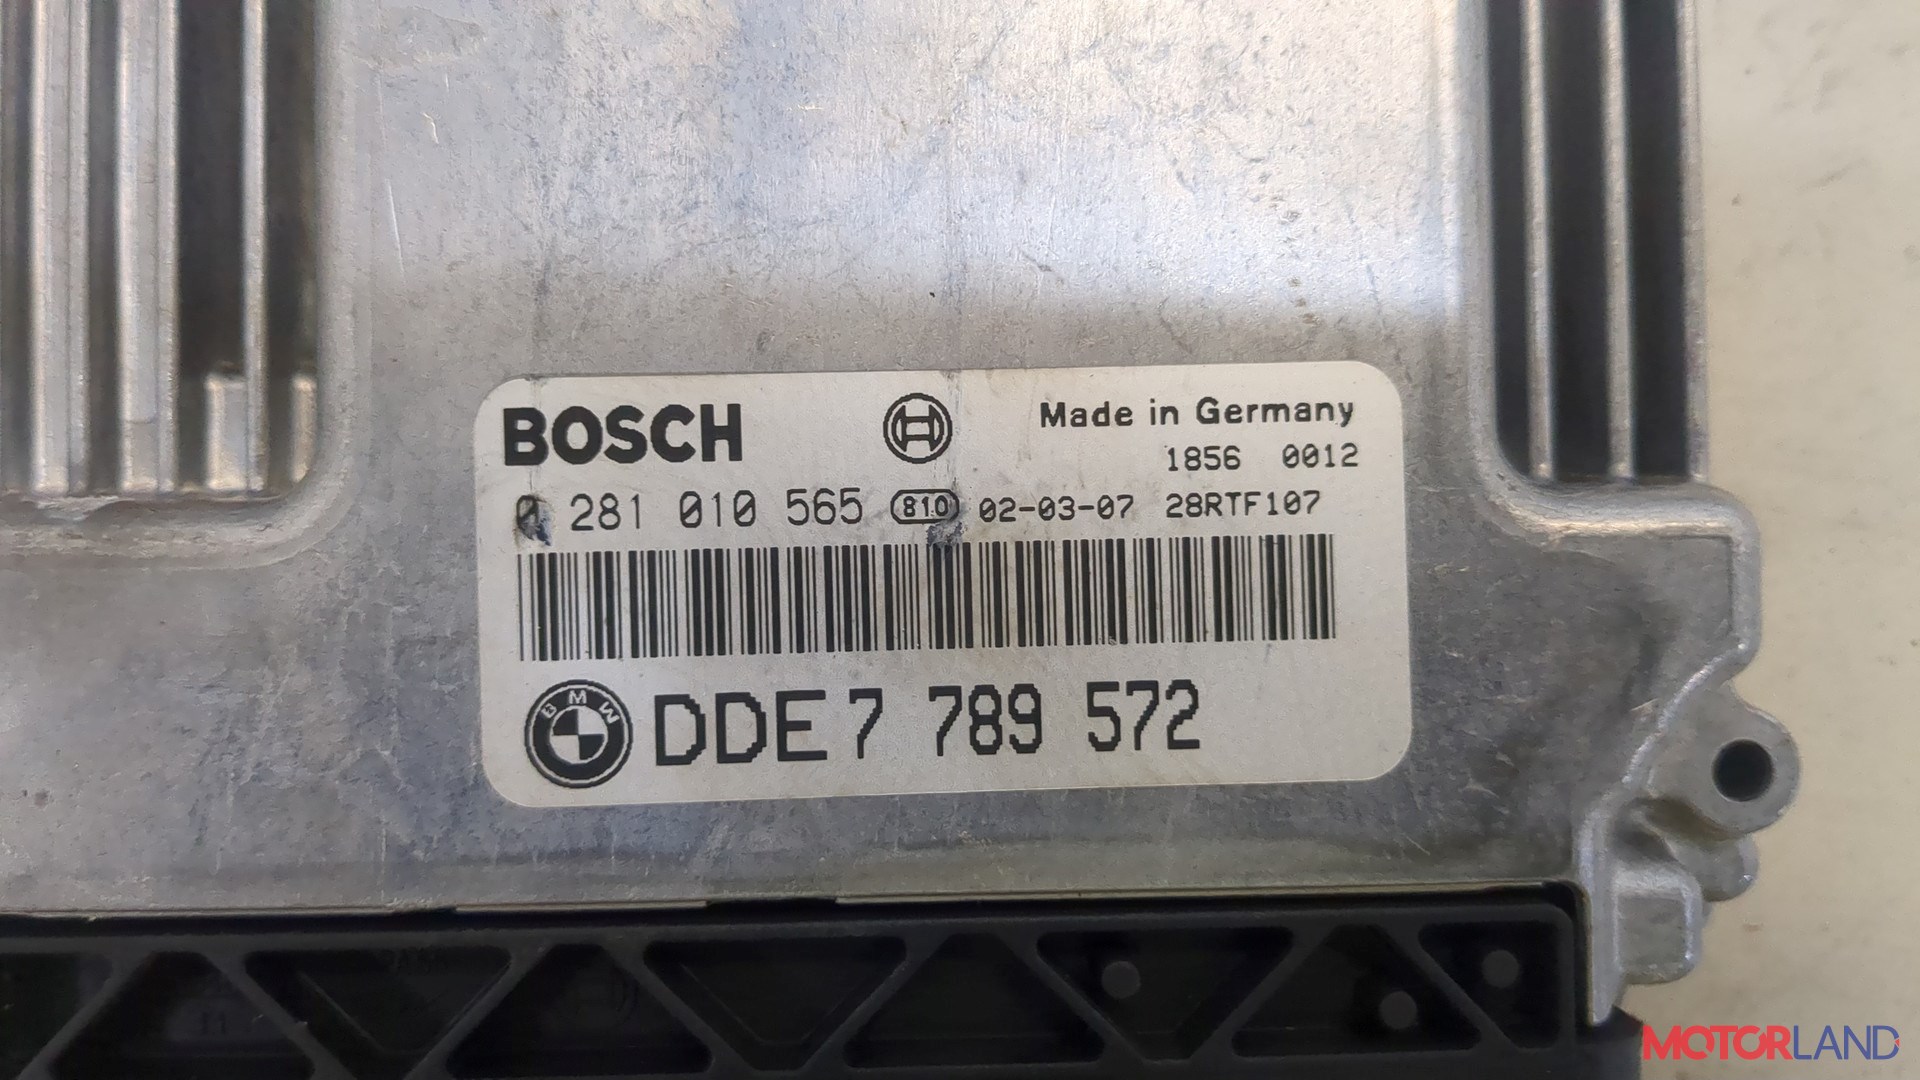 BOSCH
Made in Germany
1856 0012
0 281 010 565 810 02-03-07 28RTF107
BMW DDE 7 789 572
MOTORLAND